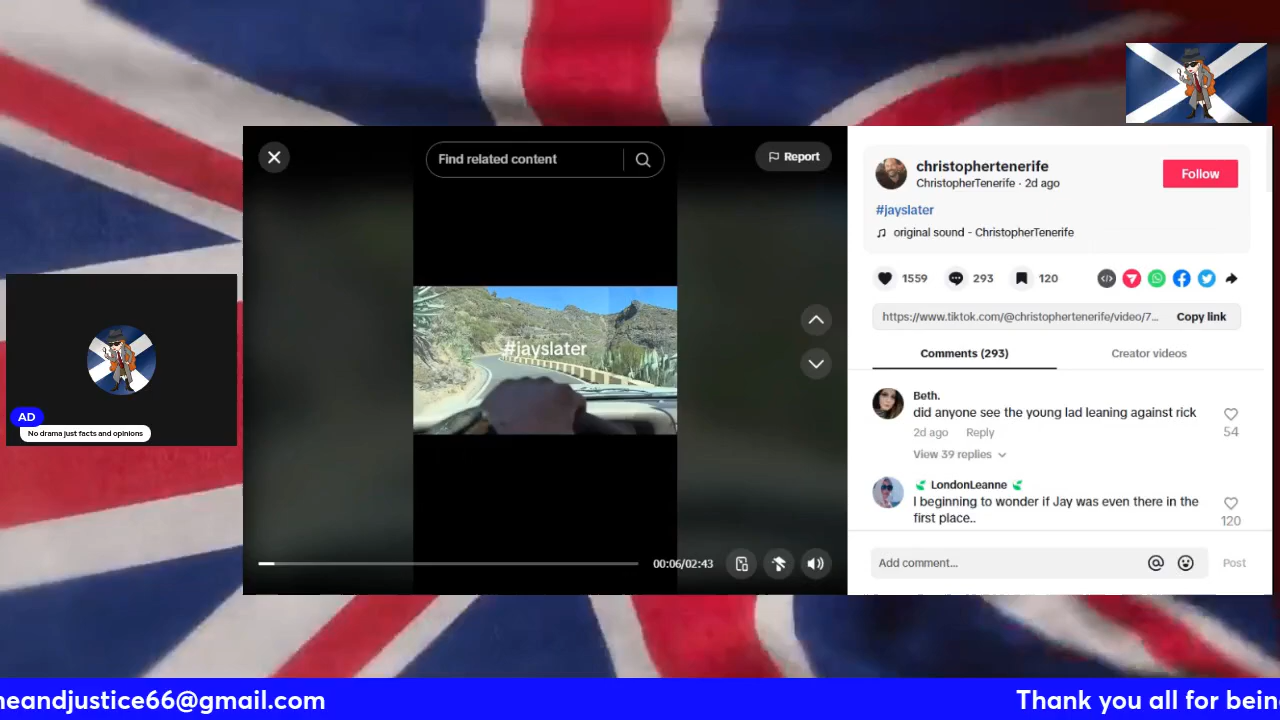 Find related content
Report
christophertenerife
ChristopherTenerife · 2d ago
Follow
#jayslater
original sound - ChristopherTenerife
1559
293
120
https://www.tiktok.com/@christophertenerife/video/7...
Copy link
Comments (293)
Creator videos
#jayslater
Beth.
did anyone see the young lad leaning against rick
2d ago Reply
54
View 39 replies
LondonLeanne
I beginning to wonder if Jay was even there in the
first place..
120
AD
No drama just facts and opinions
00:06/02:43
Add comment...
Post
neandjustice66@gmail.com
Thank you all for bein